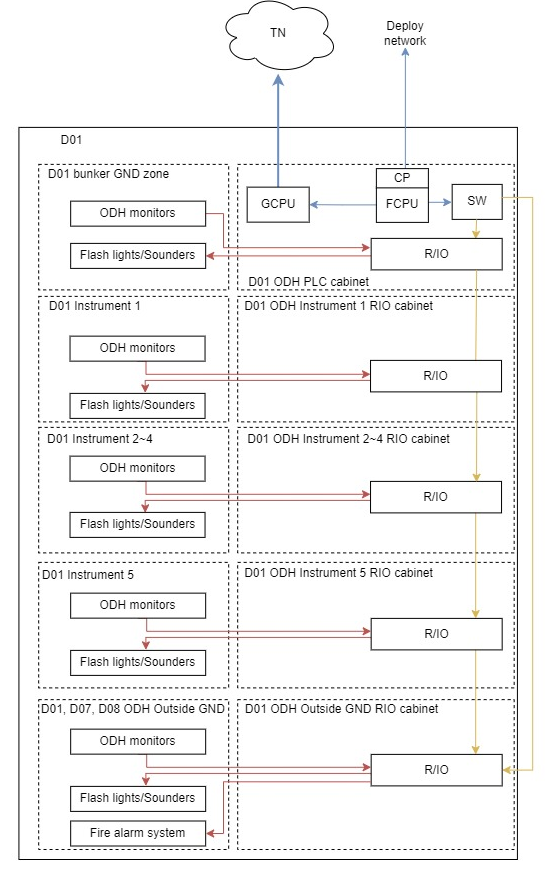 TN
Deploy
network
D01
D01 bunker GND zone
ODH monitors
Flash lights/Sounders
CP
GCPU
FCPU
SW
R/IO
D01 ODH PLC cabinet
D01 Instrument 1
D01 ODH Instrument 1 RIO cabinet
ODH monitors
R/IO
Flash lights/Sounders
D01 Instrument 2~4
D01 ODH Instrument 2~4 RIO cabinet
ODH monitors
R/IO
Flash lights/Sounders
D01 Instrument 5
D01 ODH Instrument 5 RIO cabinet
ODH monitors
R/IO
Flash lights/Sounders
D01, D07, D08 ODH Outside GND
D01 ODH Outside GND RIO cabinet
ODH monitors
R/IO
Flash lights/Sounders
Fire alarm system